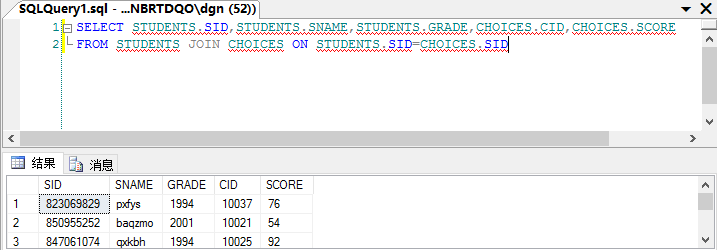 SQLQuery1.sql - ...NBRTDQO\dgn (52))
1 SELECT STUDENTS.SID,STUDENTS.SNAME,STUDENTS.GRADE,CHOICES.CID,CHOICES.SCORE
2 FROM STUDENTS JOIN CHOICES ON STUDENTS.SID=CHOICES.SID
结果 消息
SID SNAME GRADE CID SCORE
1 823069829 pxfys 1994 10037 76
2 850955252 baqzmo 2001 10021 54
3 847061074 qxkbh 1994 10025 92